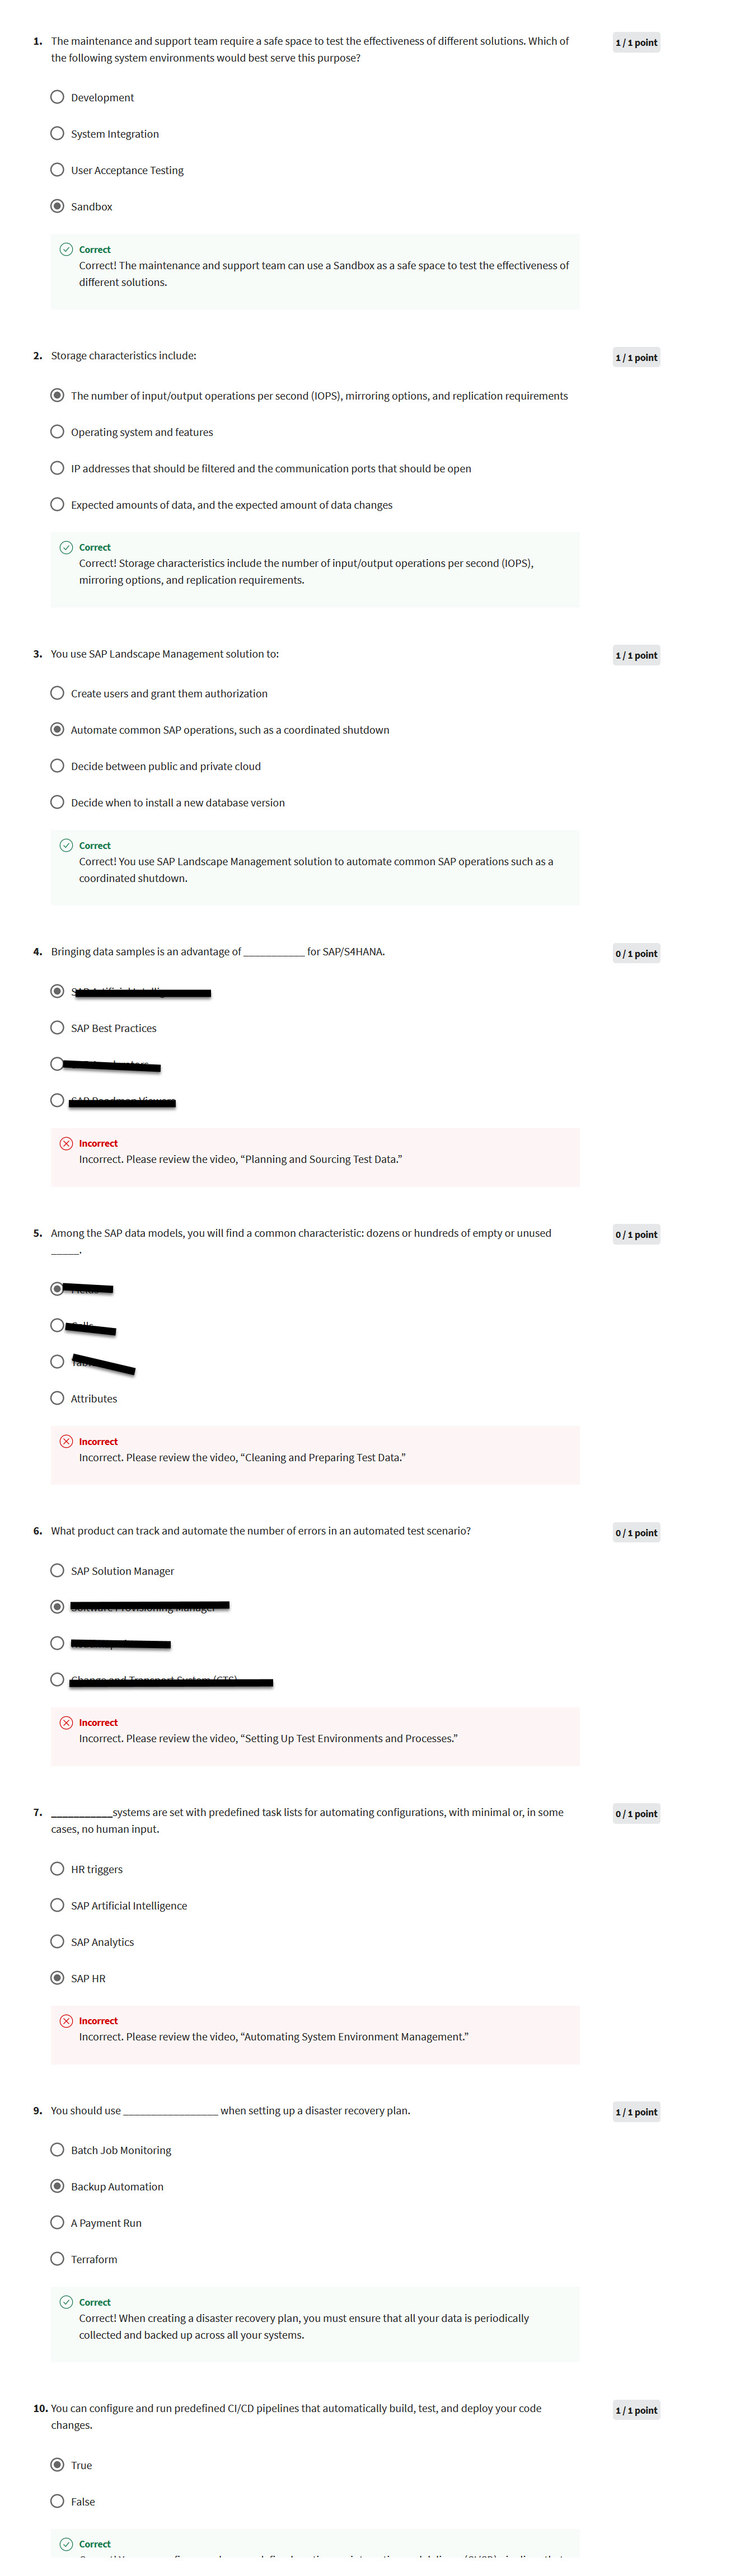 1. The maintenance and support team require a safe space to test the effectiveness of different solutions. Which of
the following system environments would best serve this purpose?
1 / 1 point
Development
System Integration
User Acceptance Testing
Sandbox
Correct
Correct! The maintenance and support team can use a Sandbox as a safe space to test the effectiveness of
different solutions.
2. Storage characteristics include:
1 / 1 point
The number of input/output operations per second (IOPS), mirroring options, and replication requirements
Operating system and features
IP addresses that should be filtered and the communication ports that should be open
Expected amounts of data, and the expected amount of data changes
Correct
Correct! Storage characteristics include the number of input/output operations per second (IOPS),
mirroring options, and replication requirements.
3. You use SAP Landscape Management solution to:
1 / 1 point
Create users and grant them authorization
Automate common SAP operations, such as a coordinated shutdown
Decide between public and private cloud
Decide when to install a new database version
Correct
Correct! You use SAP Landscape Management solution to automate common SAP operations such as a
coordinated shutdown.
4. Bringing data samples is an advantage of ___________ for SAP/S4HANA.
0 / 1 point
SAP Best Practices
Incorrect
Incorrect. Please review the video, “Planning and Sourcing Test Data.”
5. Among the SAP data models, you will find a common characteristic: dozens or hundreds of empty or unused
_____.
0 / 1 point
Attributes
Incorrect
Incorrect. Please review the video, “Cleaning and Preparing Test Data.”
6. What product can track and automate the number of errors in an automated test scenario?
0 / 1 point
SAP Solution Manager
Change and Transport System (CTS)
Incorrect
Incorrect. Please review the video, “Setting Up Test Environments and Processes.”
7. ___________systems are set with predefined task lists for automating configurations, with minimal or, in some
cases, no human input.
0 / 1 point
HR triggers
SAP Artificial Intelligence
SAP Analytics
SAP HR
Incorrect
Incorrect. Please review the video, “Automating System Environment Management.”
9. You should use _________________ when setting up a disaster recovery plan.
1 / 1 point
Batch Job Monitoring
Backup Automation
A Payment Run
Terraform
Correct
Correct! When creating a disaster recovery plan, you must ensure that all your data is periodically
collected and backed up across all your systems.
10. You can configure and run predefined CI/CD pipelines that automatically build, test, and deploy your code
changes.
1 / 1 point
True
False
Correct